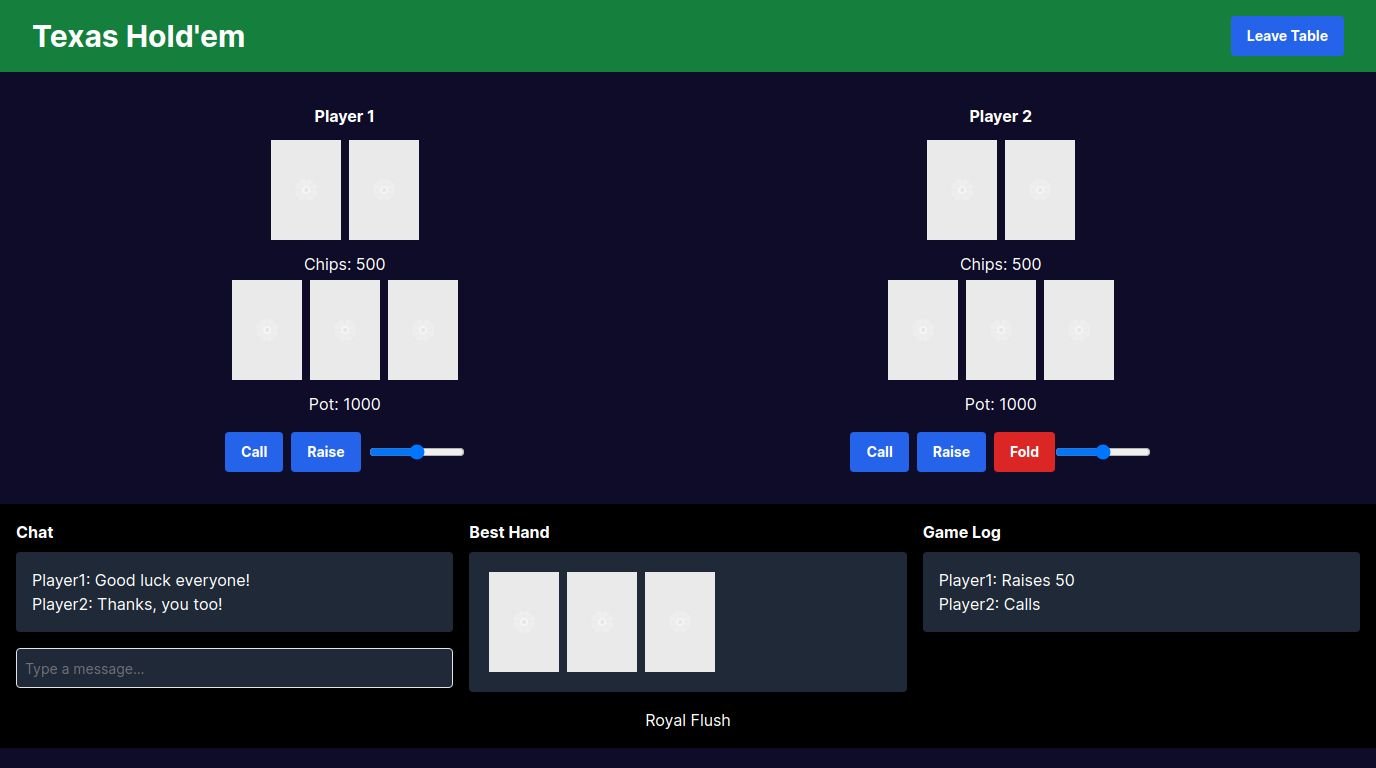 Texas Hold'em
Leave Table
Player 1
Chips: 500
Pot: 1000
Call
Raise
Player 2
Chips: 500
Pot: 1000
Call
Raise
Fold
Chat
Player1: Good luck everyone!
Player2: Thanks, you too!
Type a message...
Best Hand
Royal Flush
Game Log
Player1: Raises 50
Player2: Calls